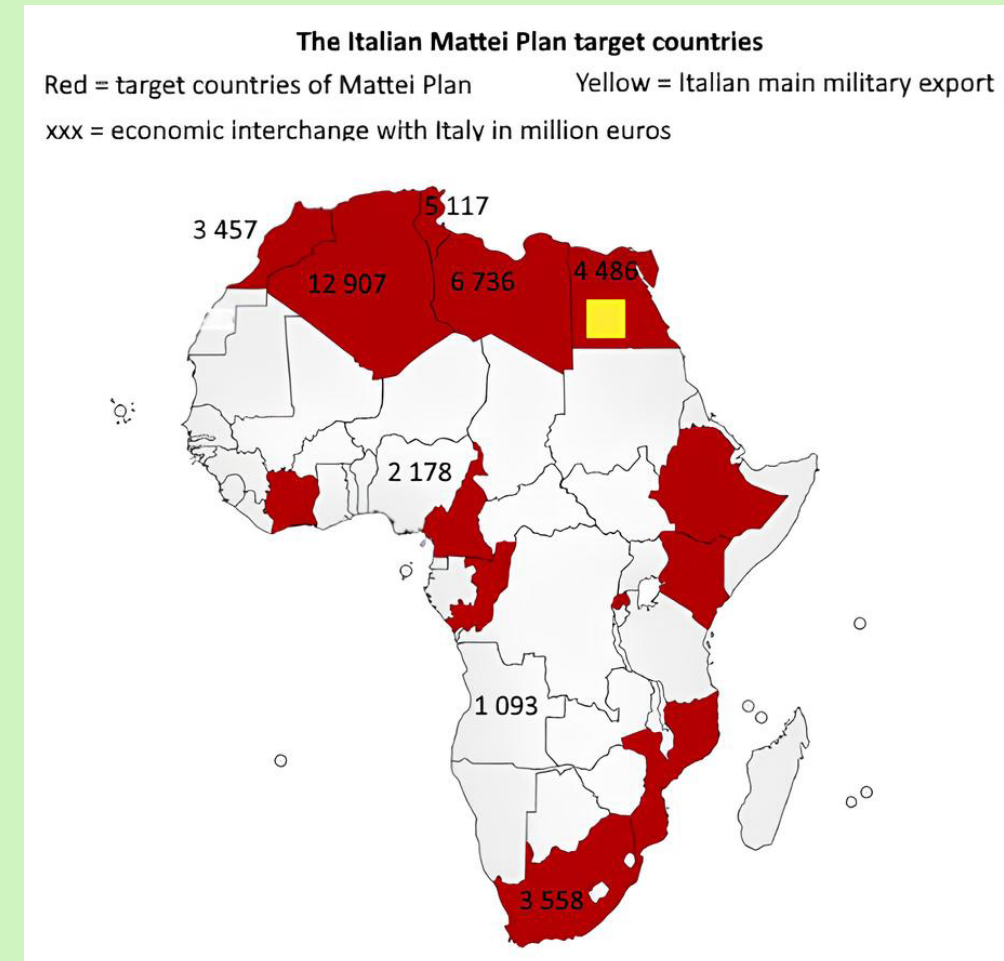 The Italian Mattei Plan target countries
Red = target countries of Mattei Plan
Yellow = Italian main military export
xxx = economic interchange with Italy in million euros
5 117
3 457
12 907
6 736
4 486
2 178
1 093
3 558